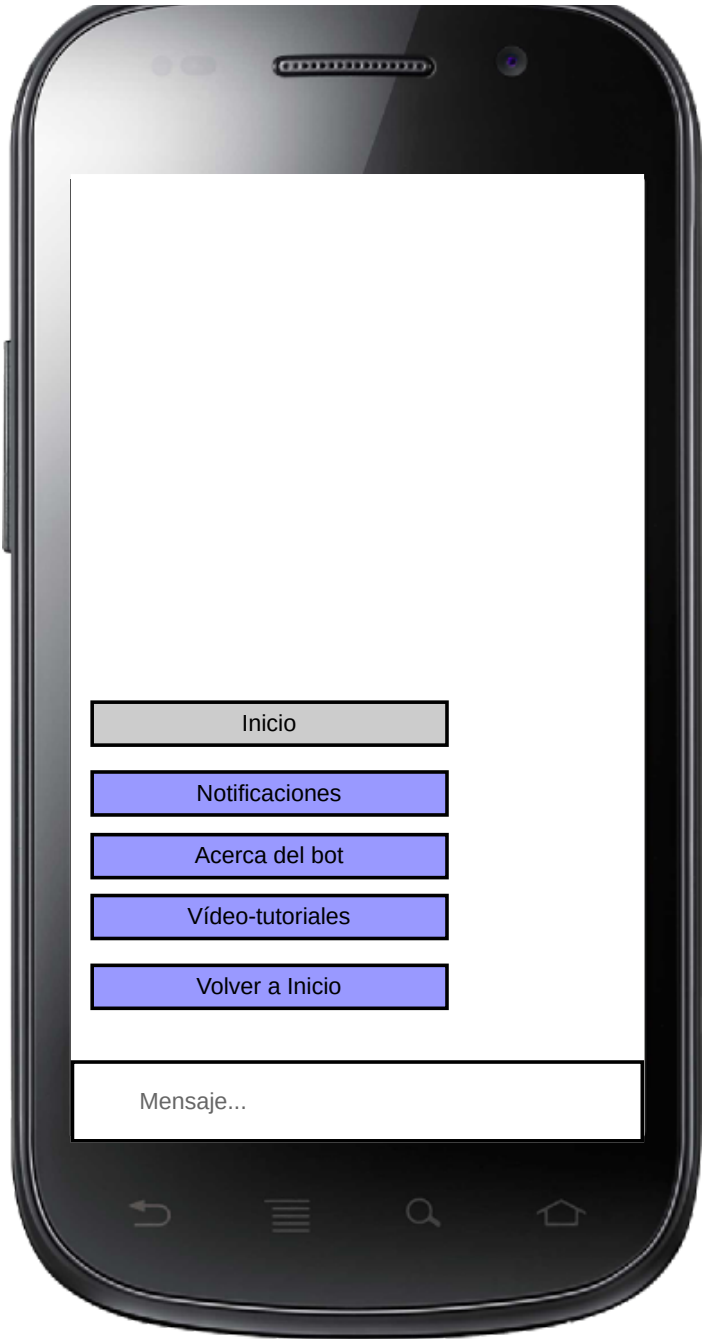 Inicio
Notificaciones
Acerca del bot
Vídeo-tutoriales
Volver a Inicio
Mensaje...